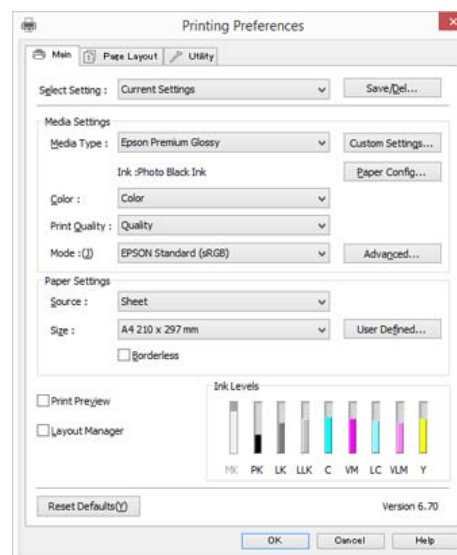 Printing Preferences
Main Page Layout Utility
Select Setting : Current Settings Save/Del...
Media Settings
Media Type : Epson Premium Glossy Custom Settings...
Ink :Photo Black Ink Paper Config...
Color : Color
Print Quality : Quality
Mode :(J) EPSON Standard (sRGB) Advanced...
Paper Settings
Source : Sheet
Size : A4 210 x 297 mm User Defined...
Borderless
Print Preview
Layout Manager
Ink Levels
MK PK LK LLK C VM LC VLM Y
Reset Defaults(Y) Version 6.70
OK Cancel Help